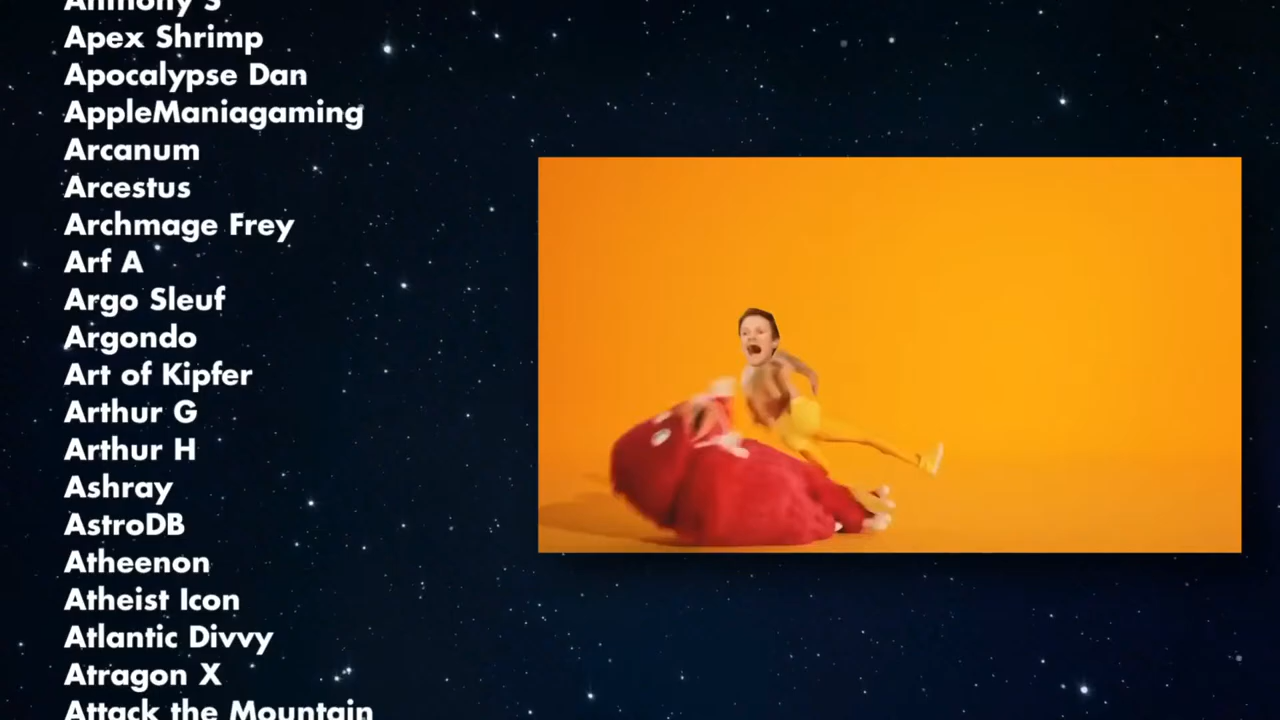 Anthony S
Apex Shrimp
Apocalypse Dan
AppleManiagaming
Arcanum
Arcestus
Archmage Frey
Arf A
Argo Sleuf
Argondo
Art of Kipfer
Arthur G
Arthur H
Ashray
AstroDB
Atheenon
Atheist Icon
Atlantic Divvy
Atragon X
Attack the Mountain